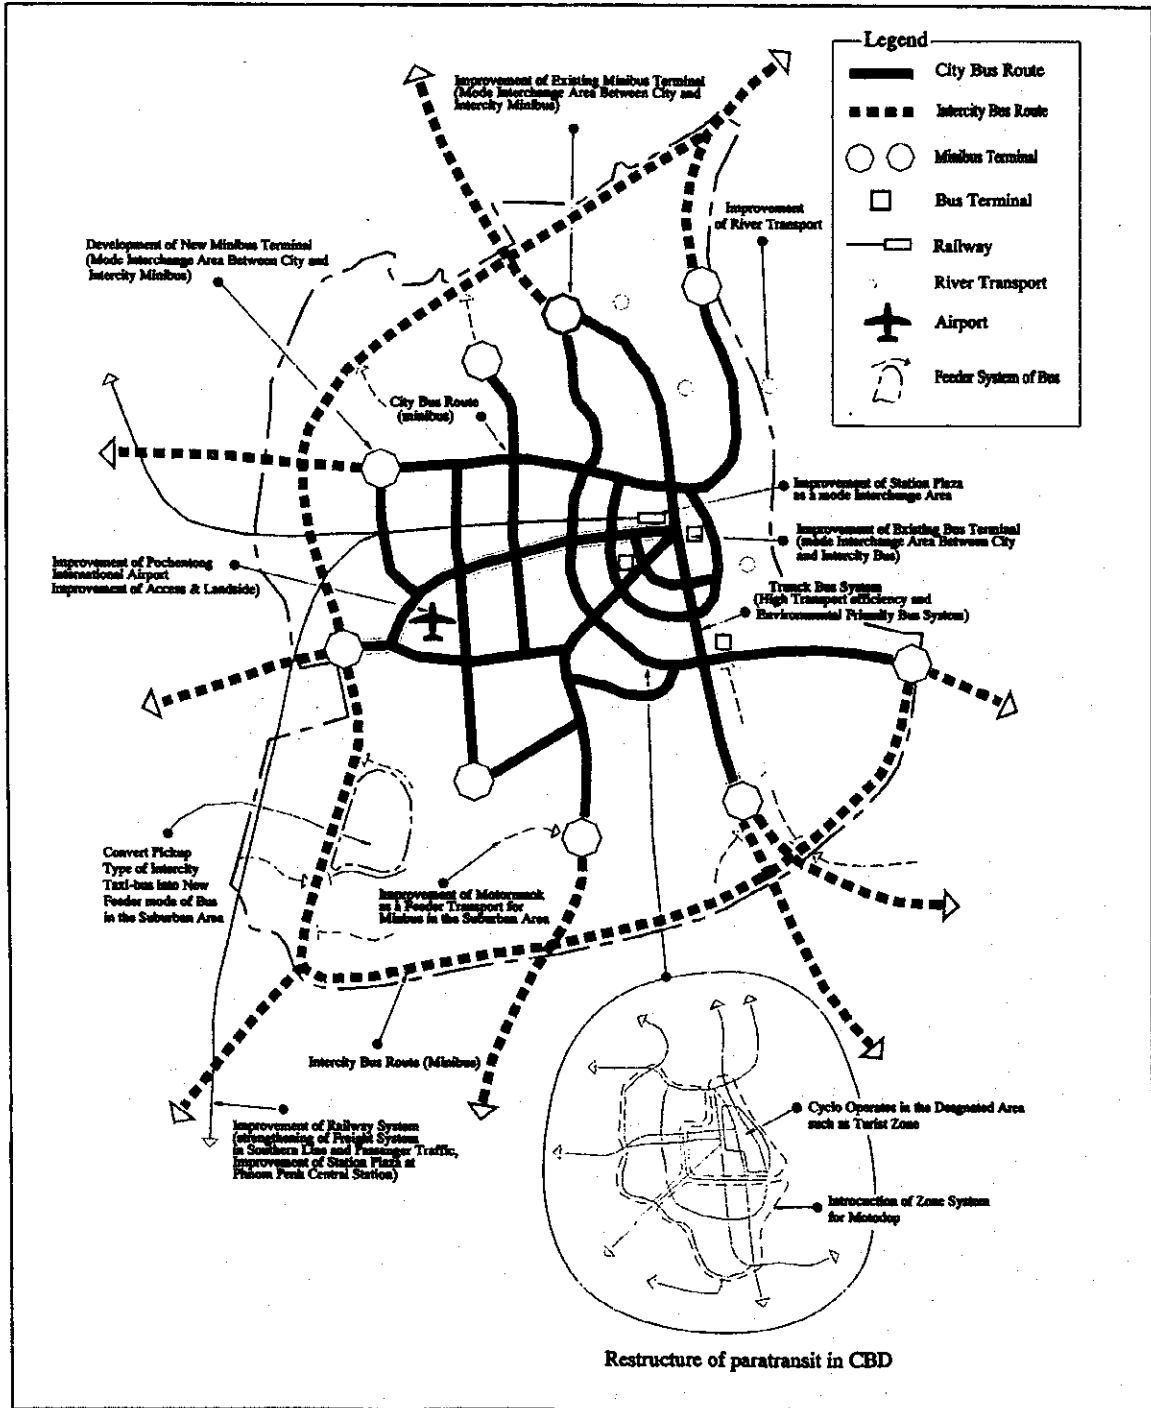 Legend
City Bus Route
Intercity Bus Route
Minibus Terminal
Bus Terminal
Railway
River Transport
Airport
Feeder System of Bus
Improvement of Existing Minibus Terminal
(Mode Interchange Area Between City and
Intercity Minibus)
Improvement
of River Transport
Development of New Minibus Terminal
(Mode Interchange Area Between City and
Intercity Minibus)
City Bus Route
(minibus)
Improvement of Station Plaza
as a mode Interchange Area
Improvement of Existing Bus Terminal
(mode Interchange Area Between City
and Intercity Bus)
Improvement of Pochentong
International Airport
Improvement of Access & Landside)
Trunck Bus System
(High Transport efficiency and
Environmental Friendly Bus System)
Convert Pickup
Type of Intercity
Taxi-bus into New
Feeder mode of Bus
in the Suburban Area
Improvement of Motorumok
as a Feeder Transport for
Minibus in the Suburban Area
Intercity Bus Route (Minibus)
Improvement of Railway System
(strengthening of Freight System
in Southern Line and Passenger Traffic,
Improvement of Station Plaza at
Phnom Penh Central Station)
Cyclo Operates in the Deagnated Area
such as Turist Zone
Introcuction of Zone System
for Motodop
Restructure of paratransit in CBD